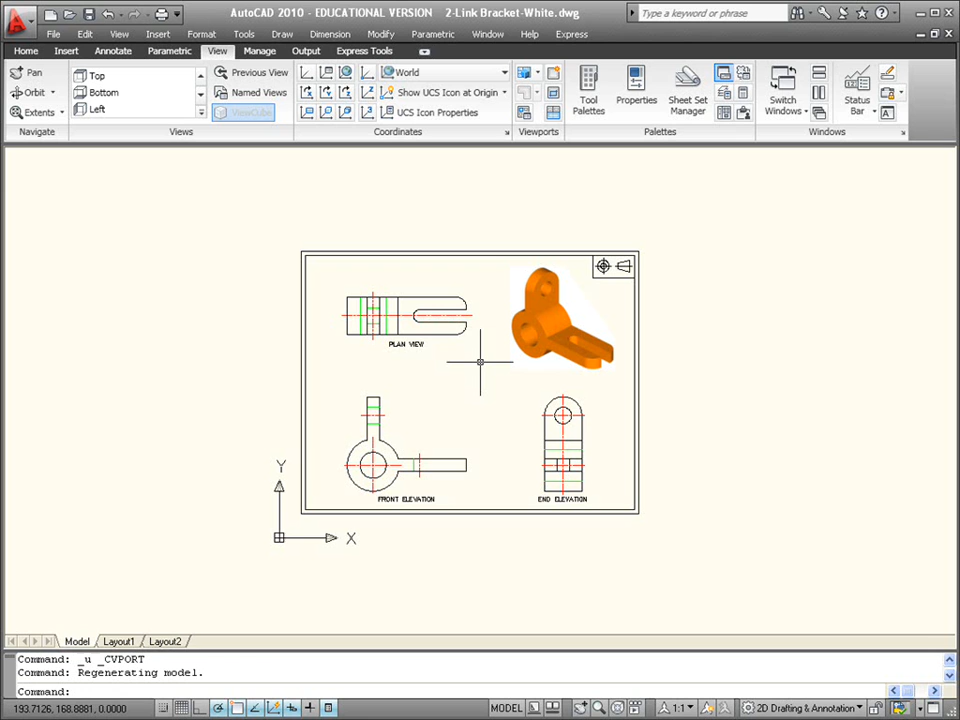 AutoCAD 2010 - EDUCATIONAL VERSION 2-Link Bracket-White.dwg
Type a keyword or phrase
File Edit View Insert Format Tools Draw Dimension Modify Parametric Window Help Express
Home Insert Annotate Parametric View Manage Output Express Tools
Pan
Orbit
Extents
Navigate
Top
Bottom
Left
Previous View
Named Views
ViewCube
Views
World
Show UCS Icon at Origin
UCS Icon Properties
Coordinates
Viewports
Tool Palettes
Properties
Sheet Set Manager
Palettes
Switch Windows
Status Bar
Windows
PLAN VIEW
FRONT ELEVATION
END ELEVATION
Y
X
Model Layout1 Layout2
Command: _u _CVPORT
Command: Regenerating model.
Command:
193.7126, 168.8881, 0.0000
MODEL
1:1
2D Drafting & Annotation